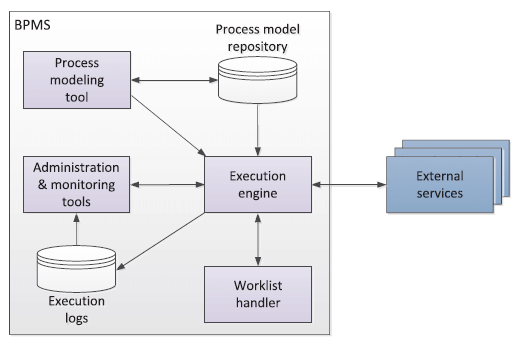 BPMS
Process model
repository
Process
modeling
tool
Administration
& monitoring
tools
Execution
engine
External
services
Execution
logs
Worklist
handler